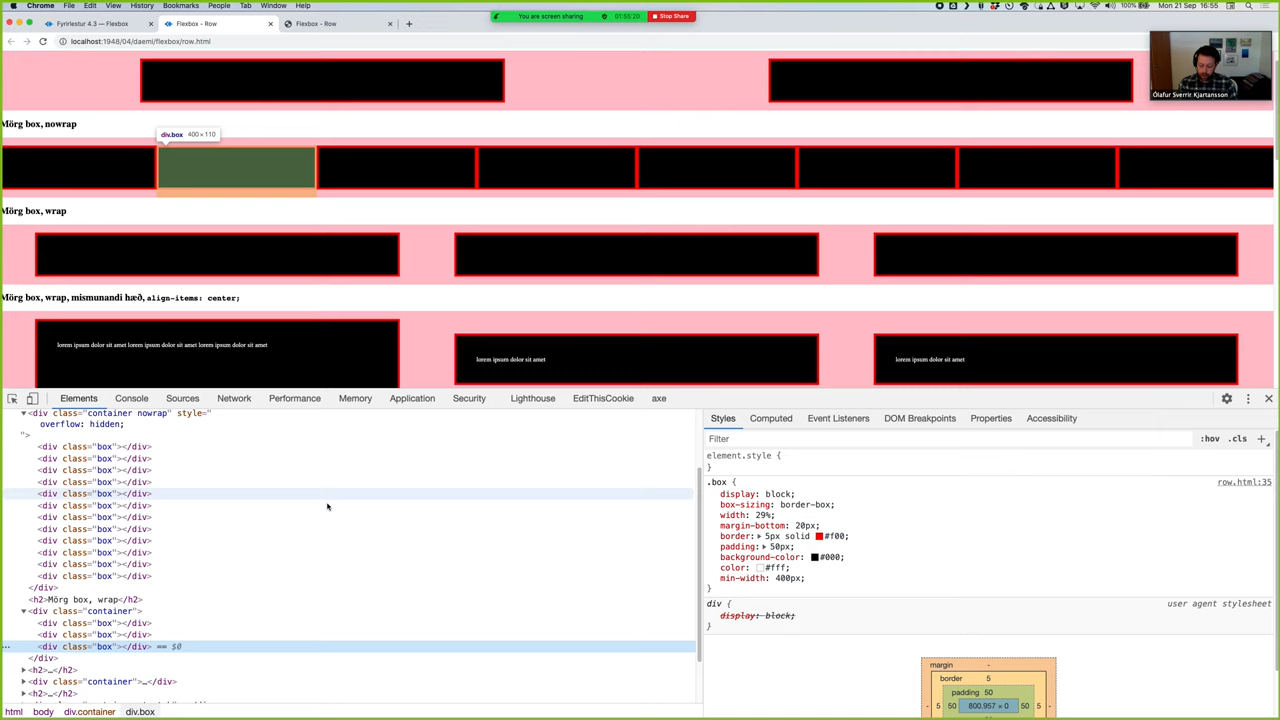 Chrome File Edit View History Bookmarks People Tab Window Help
100%
Mon 21 Sep 16:55
You are screen sharing 01:55:20 Stop Share
Fyrirlestur 4.3 — Flexbox
Flexbox - Row
Flexbox - Row
localhost:1948/04/daemi/flexbox/row.html
Ólafur Sverrir Kjartansson
Mörg box, nowrap
div.box 400 × 110
Mörg box, wrap
Mörg box, wrap, mismunandi hæð, align-items: center;
lorem ipsum dolor sit amet lorem ipsum dolor sit amet lorem ipsum dolor sit amet
lorem ipsum dolor sit amet
lorem ipsum dolor sit amet
Elements Console Sources Network Performance Memory Application Security Lighthouse EditThisCookie axe
<div class="container nowrap" style="
overflow: hidden;
">
<div class="box"></div>
<div class="box"></div>
<div class="box"></div>
<div class="box"></div>
<div class="box"></div>
<div class="box"></div>
<div class="box"></div>
<div class="box"></div>
<div class="box"></div>
<div class="box"></div>
<div class="box"></div>
<div class="box"></div>
</div>
<h2>Mörg box, wrap</h2>
<div class="container">
<div class="box"></div>
<div class="box"></div>
<div class="box"></div> == $0
</div>
<h2>…</h2>
<div class="container">…</div>
<h2>…</h2>
html body div.container div.box
Styles Computed Event Listeners DOM Breakpoints Properties Accessibility
Filter
:hov .cls
element.style {
}
.box {
row.html:35
display: block;
box-sizing: border-box;
width: 29%;
margin-bottom: 20px;
border: 5px solid #f00;
padding: 50px;
background-color: #000;
color: #fff;
min-width: 400px;
}
div {
user agent stylesheet
display: block;
}
margin -
border 5
padding 50
- 5 50 800.957 × 0 50 5 -